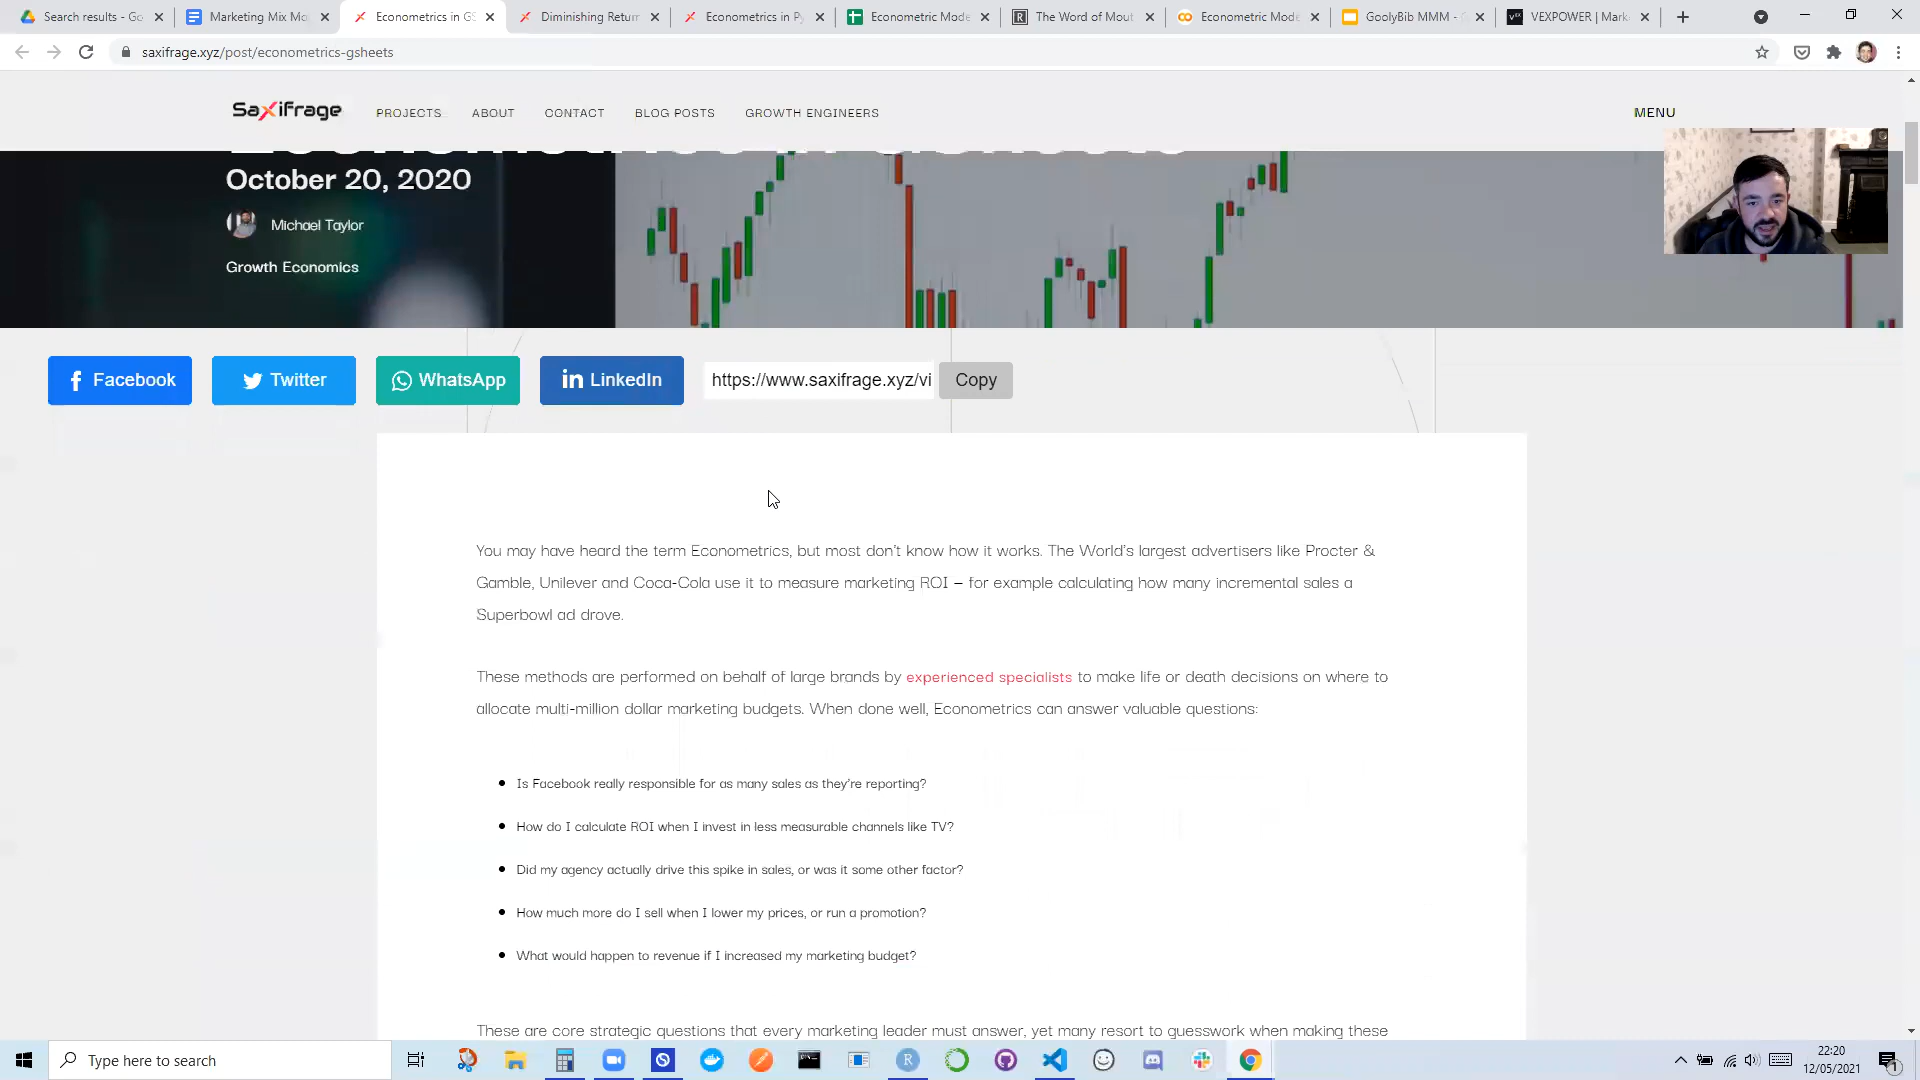 Search results - Go
Marketing Mix Mo
Econometrics in GS
Diminishing Return
Econometrics in Py
Econometric Mode
The Word of Mout
Econometric Mode
GoolyBib MMM - G
VEXPOWER | Mark
saxifrage.xyz/post/econometrics-gsheets
Saxifrage
PROJECTS
ABOUT
CONTACT
BLOG POSTS
GROWTH ENGINEERS
MENU
October 20, 2020
Michael Taylor
Growth Economics
Facebook
Twitter
WhatsApp
LinkedIn
https://www.saxifrage.xyz/vi
Copy
You may have heard the term Econometrics, but most don't know how it works. The World's largest advertisers like Procter &
Gamble, Unilever and Coca-Cola use it to measure marketing ROI – for example calculating how many incremental sales a
Superbowl ad drove.
These methods are performed on behalf of large brands by experienced specialists to make life or death decisions on where to
allocate multi-million dollar marketing budgets. When done well, Econometrics can answer valuable questions:
Is Facebook really responsible for as many sales as they're reporting?
How do I calculate ROI when I invest in less measurable channels like TV?
Did my agency actually drive this spike in sales, or was it some other factor?
How much more do I sell when I lower my prices, or run a promotion?
What would happen to revenue if I increased my marketing budget?
These are core strategic questions that every marketing leader must answer, yet many resort to guesswork when making these
Type here to search
22:20
12/05/2021